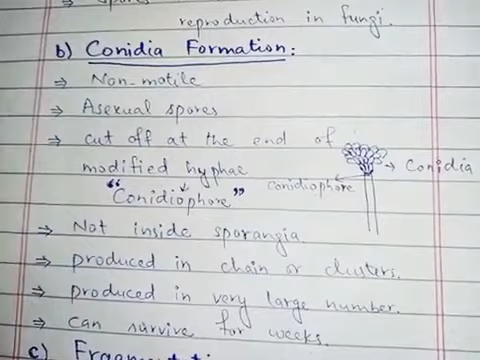 ⇒ spores
reproduction in fungi.
b) Conidia Formation:
⇒ Non-motile
⇒ Asexual spores
⇒ cut off at the end of
modified hyphae
"Conidiophore"
→ Conidia
conidiophore
⇒ Not inside sporangia
⇒ produced in chain or clusters.
⇒ produced in very large number.
⇒ can survive for weeks.
c)